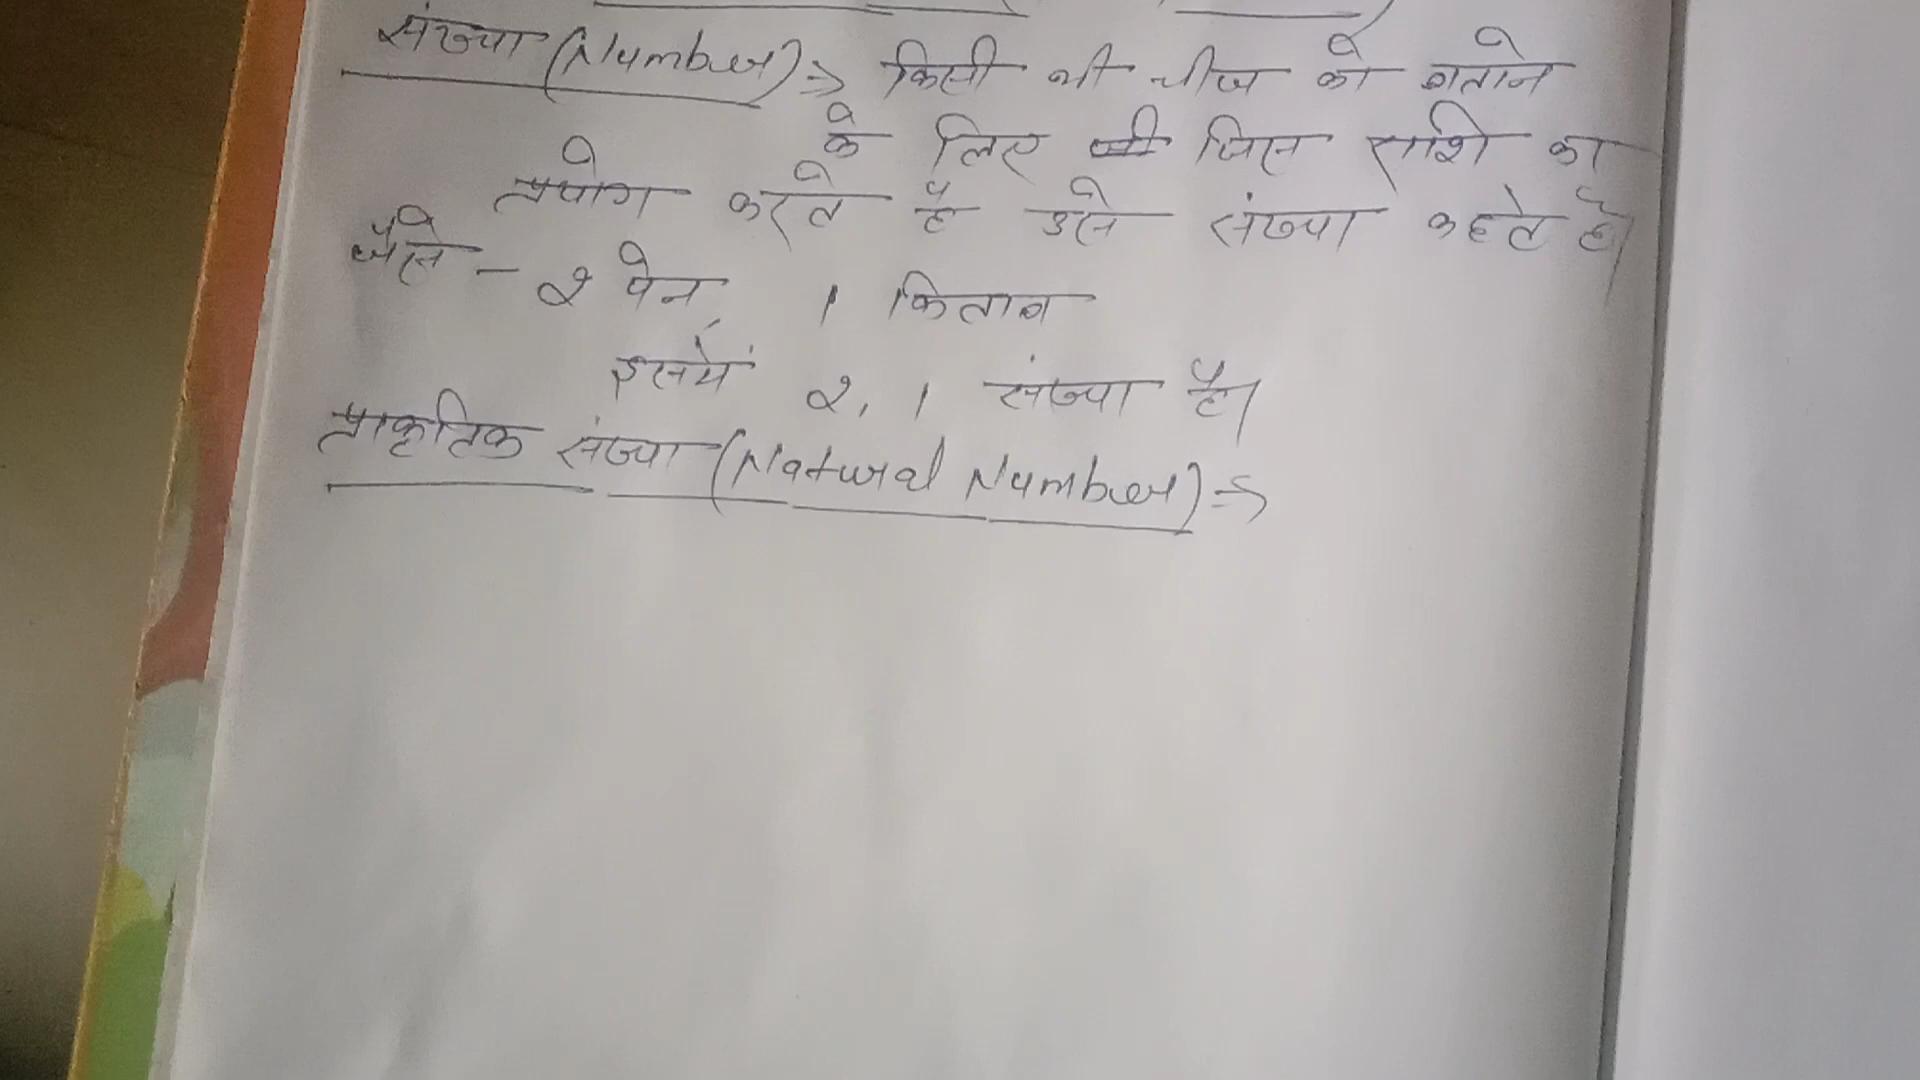 संख्या (Number) => किसी भी चीज को बताने
के लिए जिस राशि का
प्रयोग करते है उसे संख्या कहते है।
जैसे - 2 पेन, 1 किताब
इसमें 2, 1 संख्या है।
प्राकृतिक संख्या (Natural Number) =>